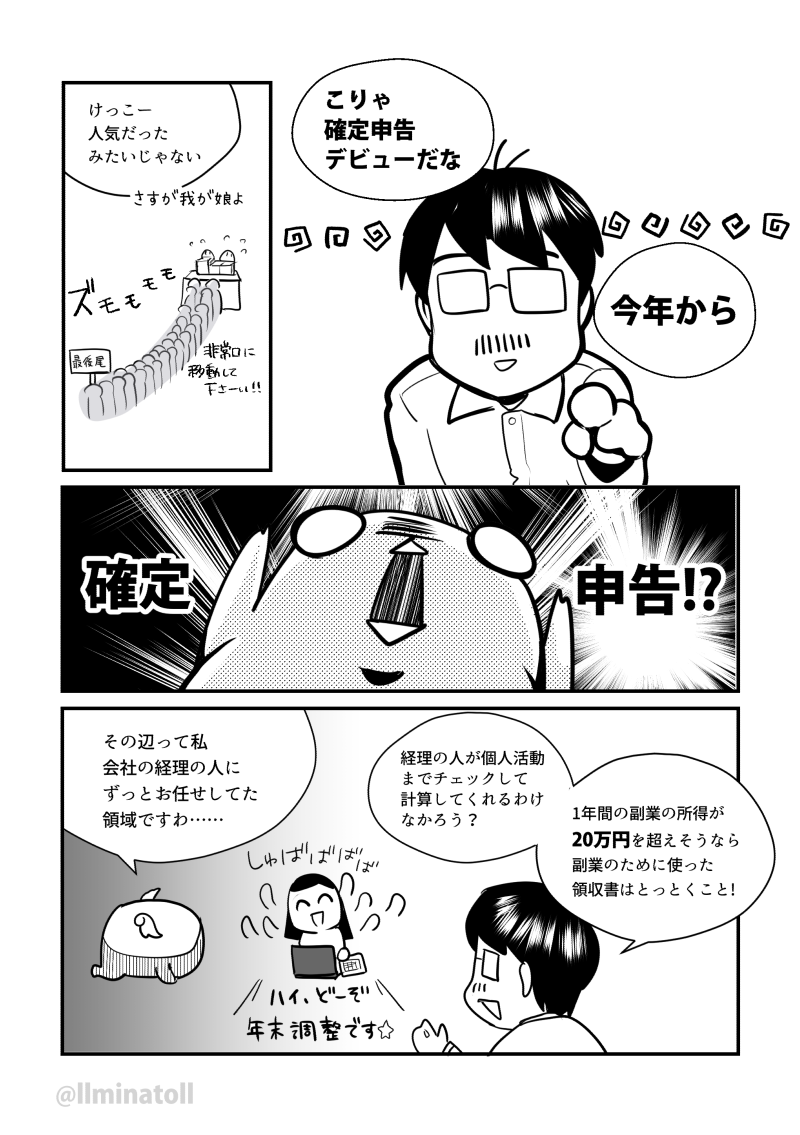 こりゃ
確定申告
デビューだな
今年から
けっこー
人気だった
みたいじゃない
さすが我が娘よ
ズモモモモ
最後尾
非常口に
移動して
下さーい!!
確定
申告!?
経理の人が個人活動
までチェックして
計算してくれるわけ
なかろう?
1年間の副業の所得が
20万円を超えそうなら
副業のために使った
領収書はとっとくこと!
その辺って私
会社の経理の人に
ずっとお任せしてた
領域ですわ……
しゅばばばば
ハイ、どーぞ
年末調整です☆
@llminatoll